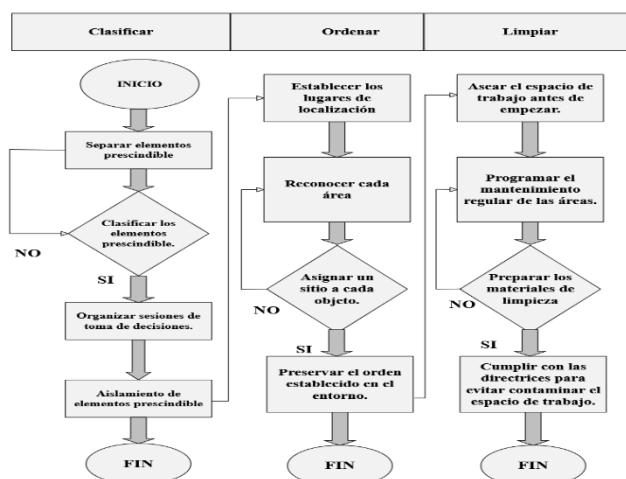 Clasificar
Ordenar
Limpiar
INICIO
Separar elementos
prescindible
Clasificar los
elementos
prescindible.
NO
SI
Organizar sesiones de
toma de decisiones.
Aislamiento de
elementos prescindible
FIN
Establecer los
lugares de
localización
Reconocer cada
área
Asignar un
sitio a cada
objeto.
NO
SI
Preservar el orden
establecido en el
entorno.
FIN
Asear el espacio de
trabajo antes de
empezar.
Programar el
mantenimiento
regular de las áreas.
Preparar los
materiales de
limpieza
NO
SI
Cumplir con las
directrices para
evitar contaminar el
espacio de trabajo.
FIN